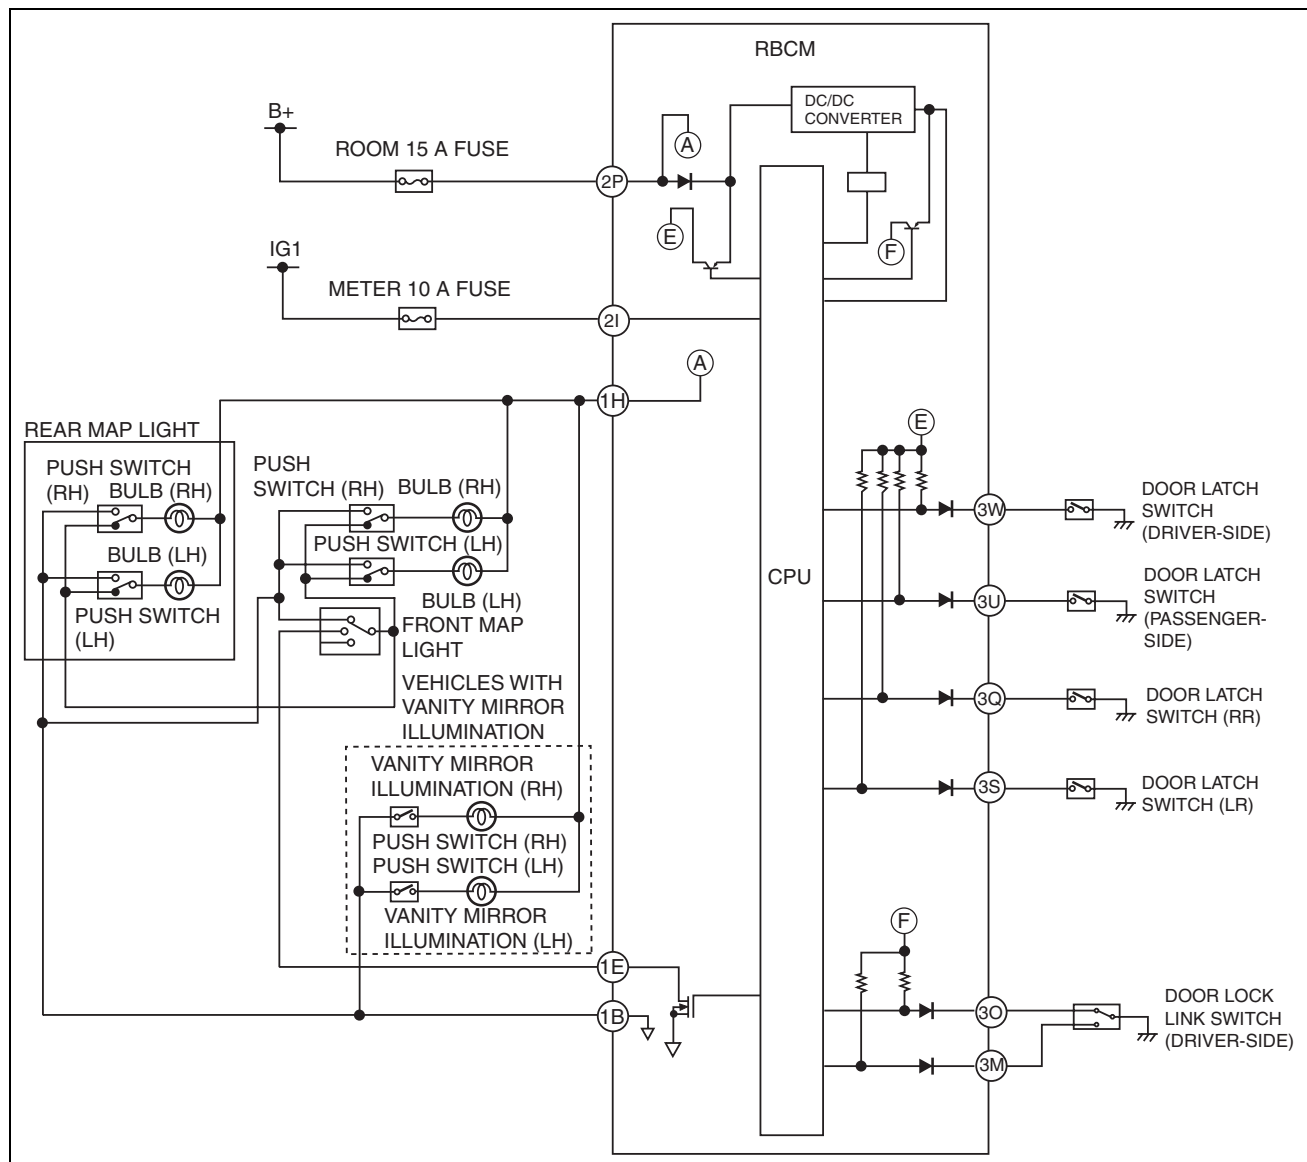 RBCM
DC/DC
CONVERTER
B+
A
ROOM 15 A FUSE
2P
E
F
IG1
METER 10 A FUSE
2I
A
1H
REAR MAP LIGHT
E
PUSH SWITCH
(RH)
BULB (RH)
PUSH
SWITCH (RH)
BULB (RH)
3W
DOOR LATCH
SWITCH
(DRIVER-SIDE)
PUSH SWITCH (LH)
BULB (LH)
CPU
PUSH SWITCH
(LH)
BULB (LH)
FRONT MAP
LIGHT
3U
DOOR LATCH
SWITCH
(PASSENGER-
SIDE)
VEHICLES WITH
VANITY MIRROR
ILLUMINATION
3Q
DOOR LATCH
SWITCH (RR)
VANITY MIRROR
ILLUMINATION (RH)
3S
DOOR LATCH
SWITCH (LR)
PUSH SWITCH (RH)
PUSH SWITCH (LH)
VANITY MIRROR
ILLUMINATION (LH)
F
1E
1B
3O
DOOR LOCK
LINK SWITCH
(DRIVER-SIDE)
3M